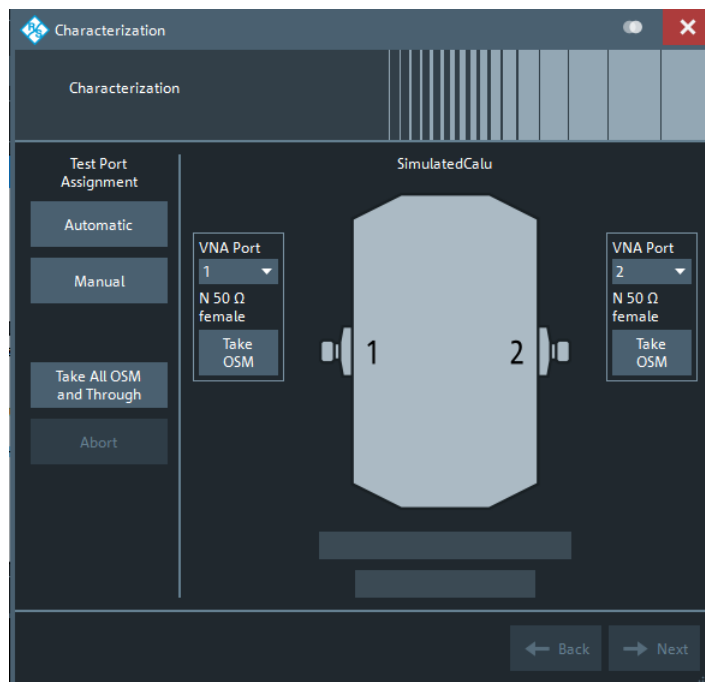 R&S Characterization
Characterization
Test Port
Assignment
Automatic
Manual
Take All OSM
and Through
Abort
SimulatedCalu
VNA Port
1
N 50 Ω
female
Take
OSM
1
2
VNA Port
2
N 50 Ω
female
Take
OSM
Back
Next